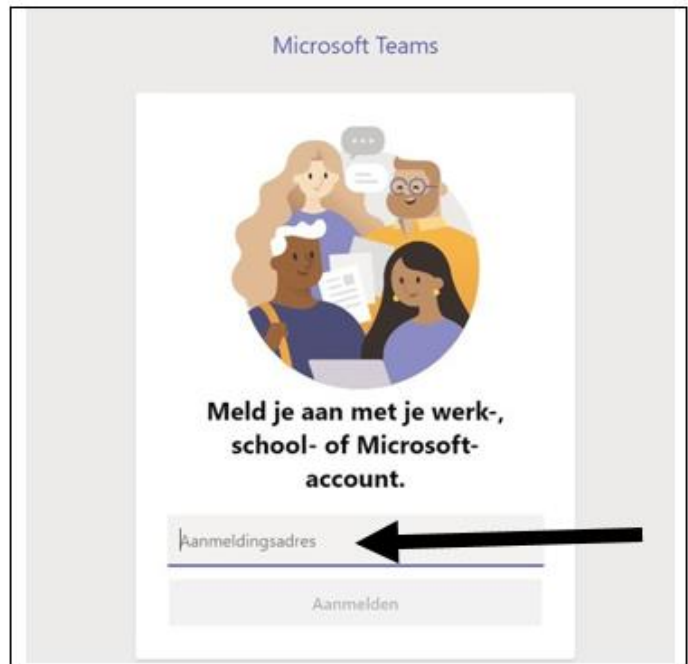 Microsoft Teams
Meld je aan met je werk-,
school- of Microsoft-
account.
Aanmeldingsadres
Aanmelden